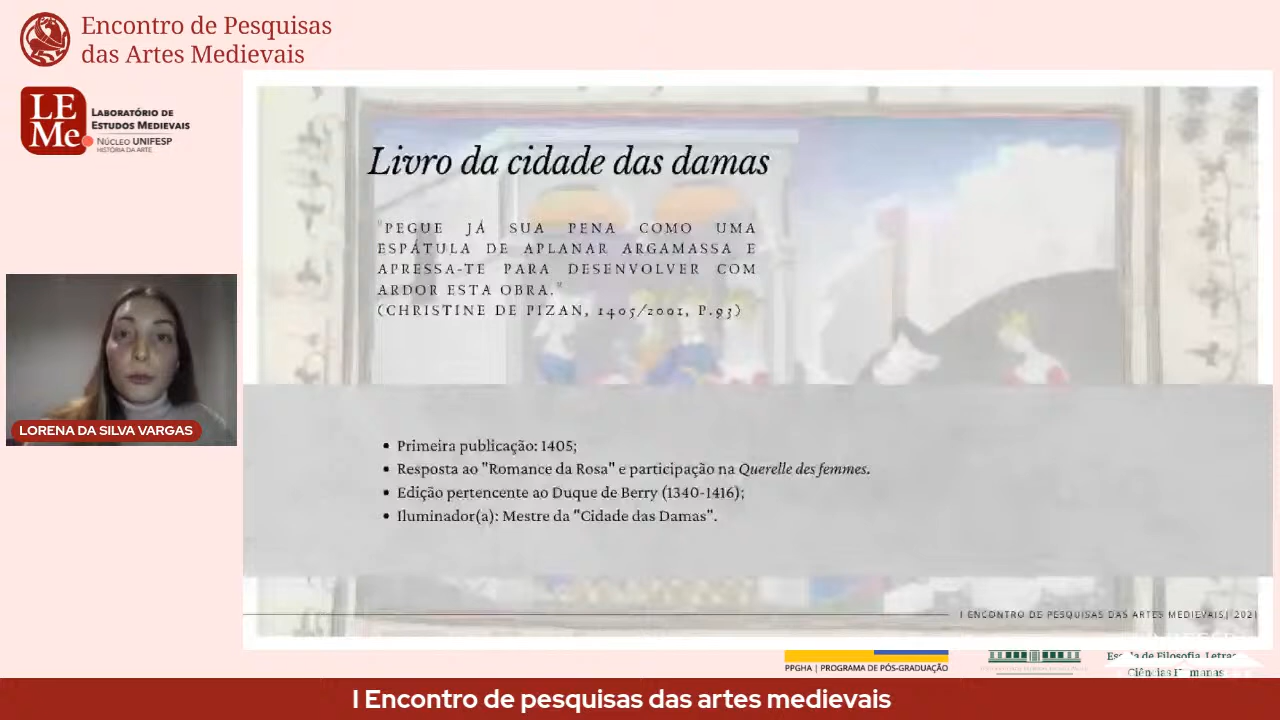 Encontro de Pesquisas
das Artes Medievais
LE
Me
LABORATÓRIO DE
ESTUDOS MEDIEVAIS
NÚCLEO UNIFESP
HISTÓRIA DA ARTE
Livro da cidade das damas
"PEGUE JÁ SUA PENA COMO UMA
ESPÁTULA DE APLANAR ARGAMASSA E
APRESSA-TE PARA DESENVOLVER COM
ARDOR ESTA OBRA."
(CHRISTINE DE PIZAN, 1405/2001, P.93)
LORENA DA SILVA VARGAS
• Primeira publicação: 1405;
• Resposta ao "Romance da Rosa" e participação na Querelle des femmes.
• Edição pertencente ao Duque de Berry (1340-1416);
• Iluminador(a): Mestre da "Cidade das Damas".
I ENCONTRO DE PESQUISAS DAS ARTES MEDIEVAIS| 2021
PPGHA | PROGRAMA DE PÓS-GRADUAÇÃO
de Filosofia, Letras
Ciências
I Encontro de pesquisas das artes medievais